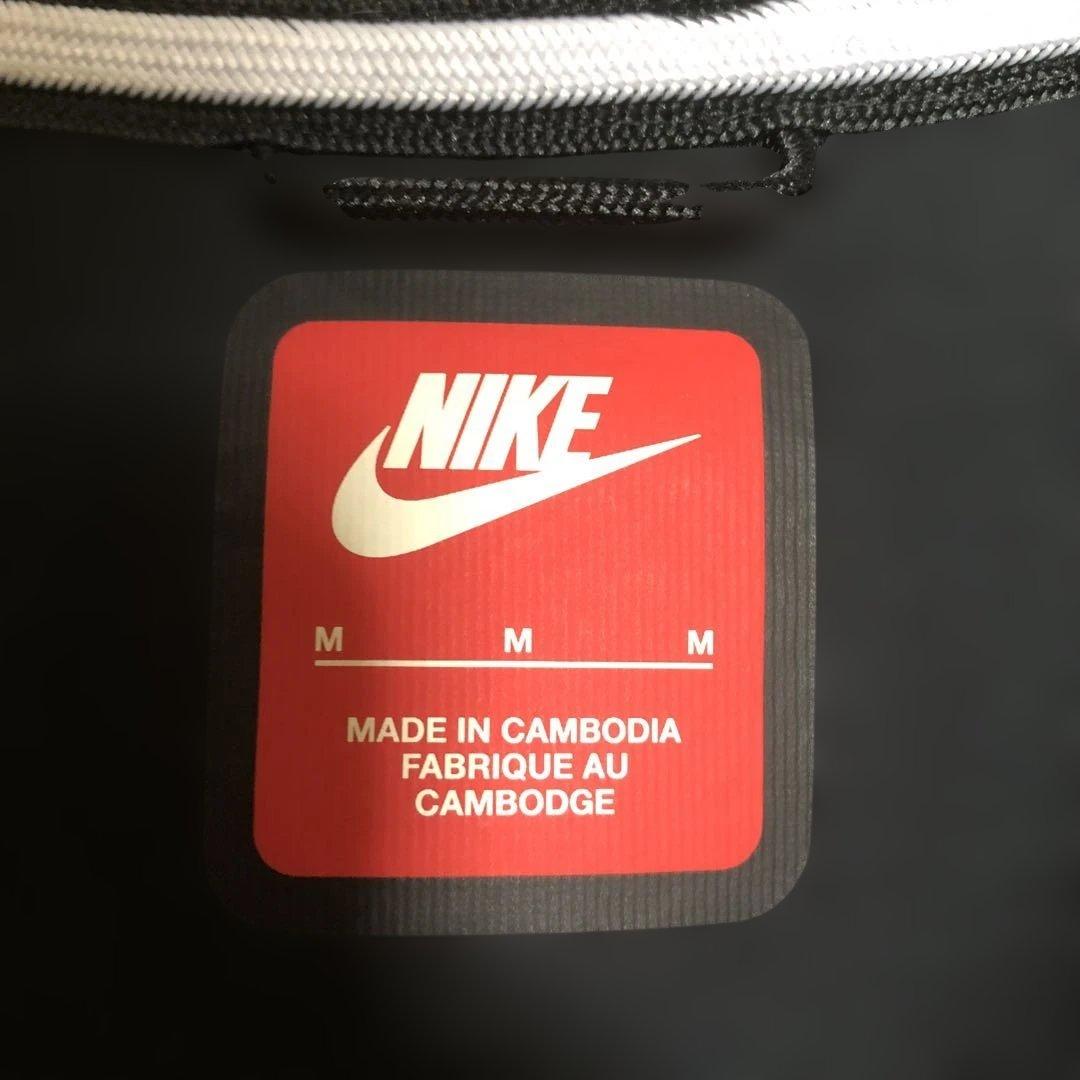 NIKE
M M M
MADE IN CAMBODIA
FABRIQUE AU
CAMBODGE